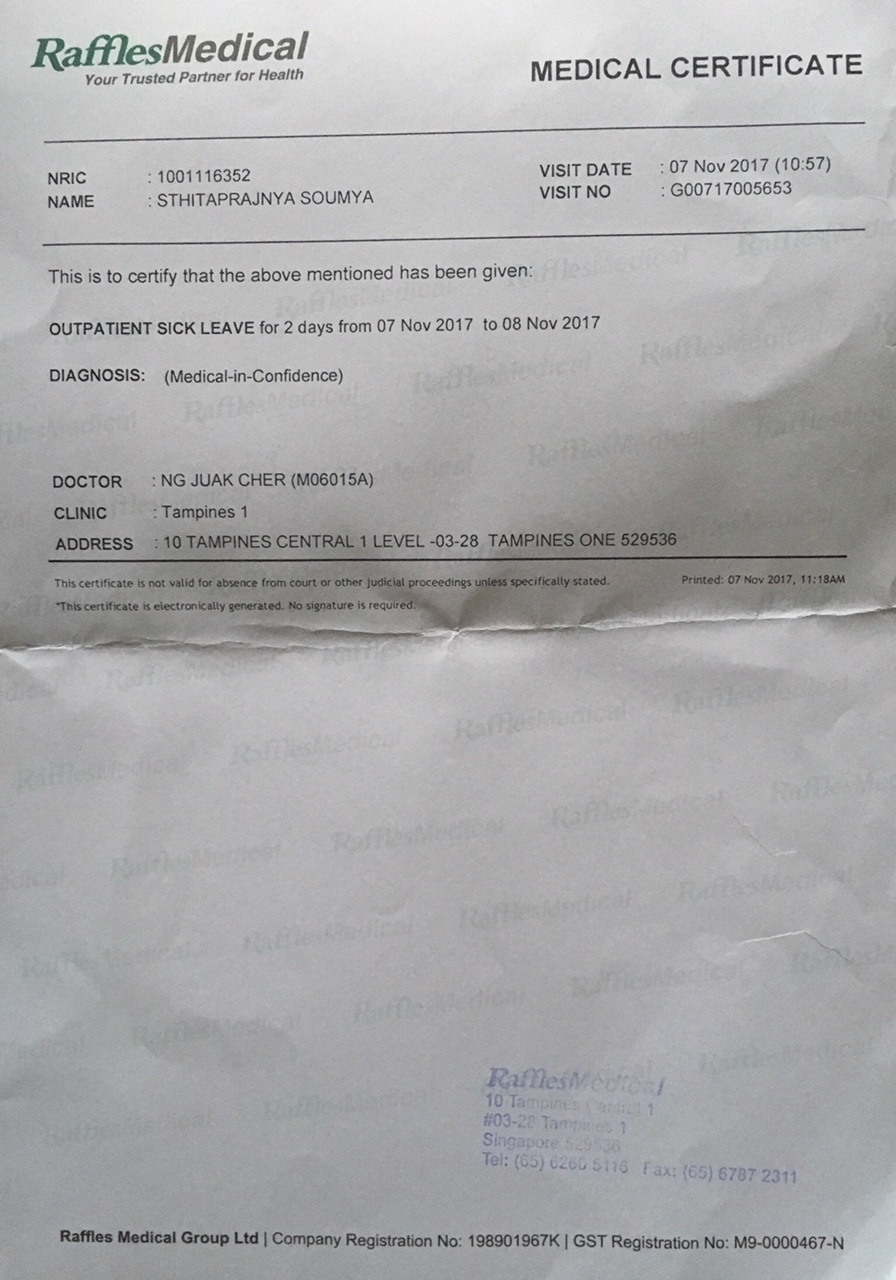 RafflesMedical
Your Trusted Partner for Health
MEDICAL CERTIFICATE
NRIC : 1001116352
NAME : STHITAPRAJNYA SOUMYA
VISIT DATE : 07 Nov 2017 (10:57)
VISIT NO : G00717005653
This is to certify that the above mentioned has been given:
OUTPATIENT SICK LEAVE for 2 days from 07 Nov 2017 to 08 Nov 2017
DIAGNOSIS: (Medical-in-Confidence)
DOCTOR : NG JUAK CHER (M06015A)
CLINIC : Tampines 1
ADDRESS : 10 TAMPINES CENTRAL 1 LEVEL -03-28 TAMPINES ONE 529536
This certificate is not valid for absence from court or other judicial proceedings unless specifically stated.
Printed: 07 Nov 2017, 11:18AM
*This certificate is electronically generated. No signature is required.
RafflesMedical
10 Tampines Central 1
#03-28 Tampines 1
Singapore 529536
Tel: (65) 6260 5116 Fax: (65) 6787 2311
Raffles Medical Group Ltd | Company Registration No: 198901967K | GST Registration No: M9-0000467-N